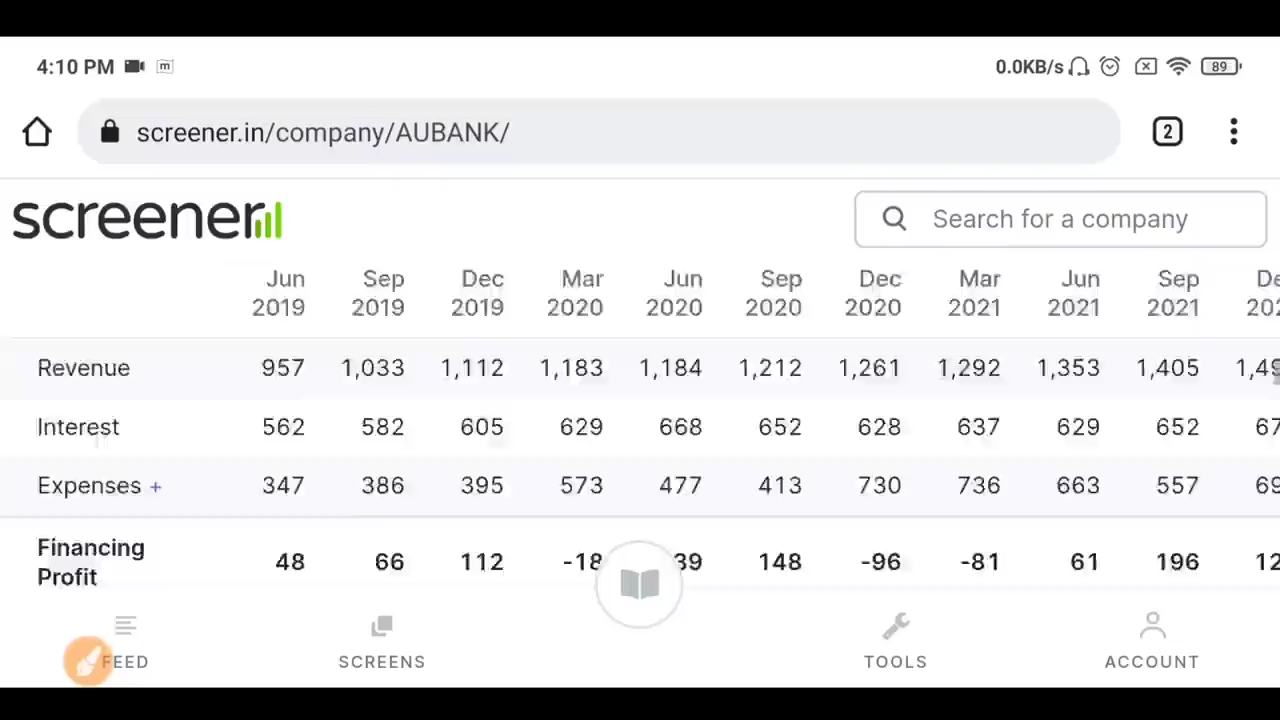 4:10 PM m 0.0KB/s 89
screener.in/company/AUBANK/ 2
screener Search for a company
Jun Sep Dec Mar Jun Sep Dec Mar Jun Sep
2019 2019 2019 2020 2020 2020 2020 2021 2021 2021
Revenue 957 1,033 1,112 1,183 1,184 1,212 1,261 1,292 1,353 1,405
Interest 562 582 605 629 668 652 628 637 629 652
Expenses + 347 386 395 573 477 413 730 736 663 557
Financing
Profit 48 66 112 -18 148 -96 -81 61 196
FEED SCREENS TOOLS ACCOUNT